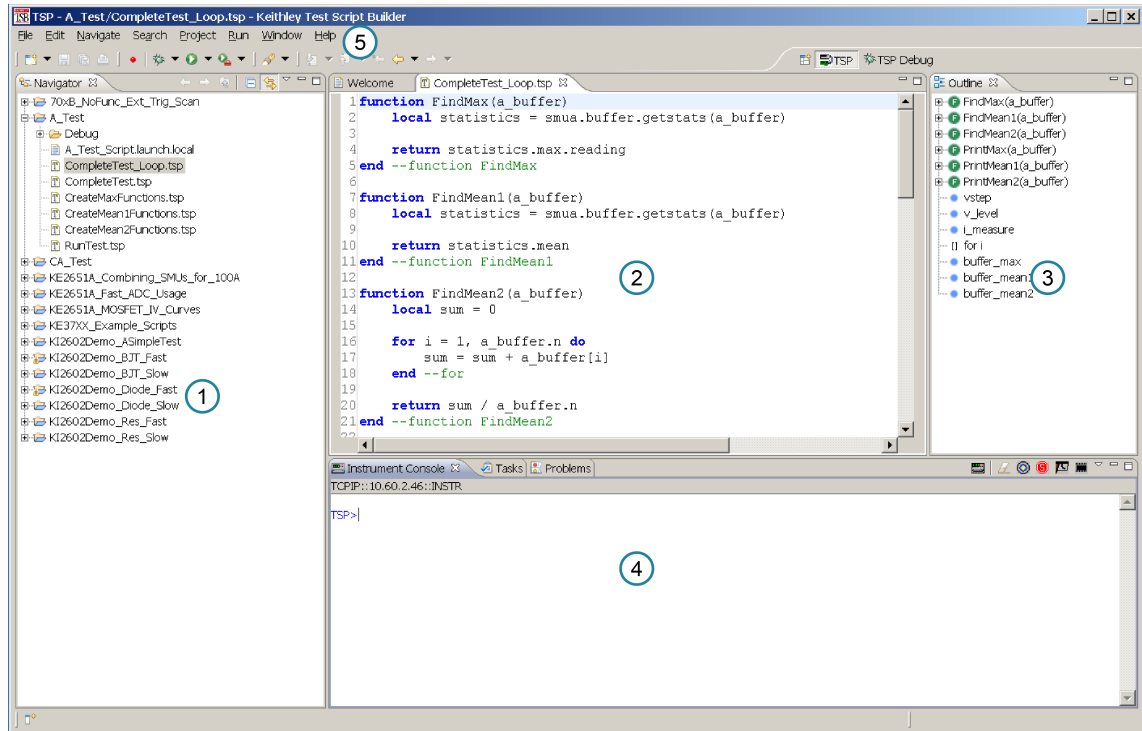 TSP - A_Test/CompleteTest_Loop.tsp - Keithley Test Script Builder
File Edit Navigate Search Project Run Window Help
5
TSP TSP Debug
Navigator
70xB_NoFunc_Ext_Trig_Scan
A_Test
Debug
A_Test_Script.launch.local
CompleteTest_Loop.tsp
CompleteTest.tsp
CreateMaxFunctions.tsp
CreateMean1Functions.tsp
CreateMean2Functions.tsp
RunTest.tsp
CA_Test
KE2651A_Combining_SMUs_for_100A
KE2651A_Fast_ADC_Usage
KE2651A_MOSFET_IV_Curves
KE37XX_Example_Scripts
KI2602Demo_ASimpleTest
KI2602Demo_BJT_Fast
KI2602Demo_BJT_Slow
KI2602Demo_Diode_Fast
KI2602Demo_Diode_Slow
KI2602Demo_Res_Fast
KI2602Demo_Res_Slow
1
Welcome CompleteTest_Loop.tsp
1 function FindMax(a_buffer)
2 local statistics = smua.buffer.getstats(a_buffer)
3
4 return statistics.max.reading
5 end --function FindMax
6
7 function FindMean1(a_buffer)
8 local statistics = smua.buffer.getstats(a_buffer)
9
10 return statistics.mean
11 end --function FindMean1
12
13 function FindMean2(a_buffer)
14 local sum = 0
15
16 for i = 1, a_buffer.n do
17 sum = sum + a_buffer[i]
18 end --for
19
20 return sum / a_buffer.n
21 end --function FindMean2
22
2
Outline
FindMax(a_buffer)
FindMean1(a_buffer)
FindMean2(a_buffer)
PrintMax(a_buffer)
PrintMean1(a_buffer)
PrintMean2(a_buffer)
vstep
v_level
i_measure
for i
buffer_max
buffer_mean1
buffer_mean2
3
Instrument Console Tasks Problems
TCPIP::10.60.2.46::INSTR
TSP>
4